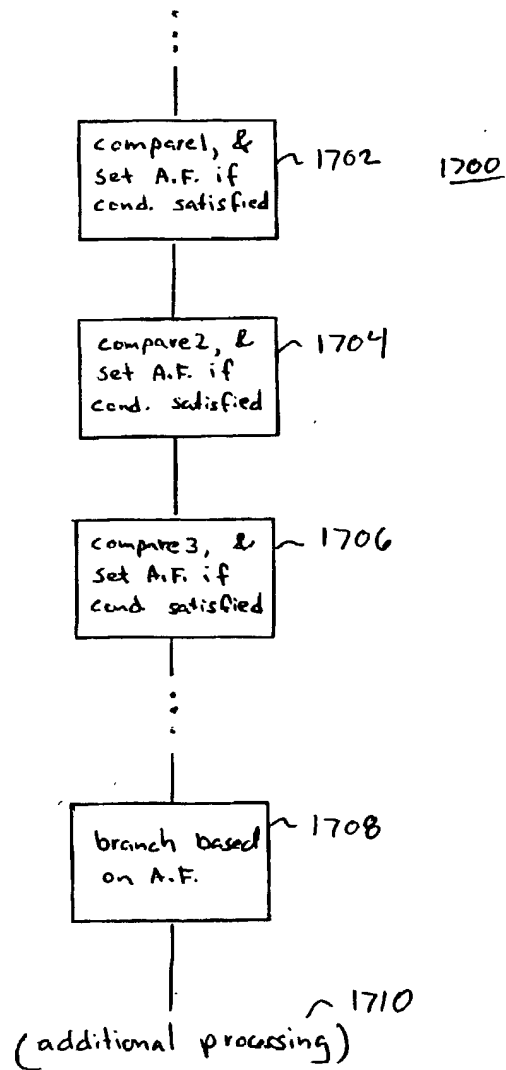 compare1, &
set A.F. if
cond. satisfied
1702
1700
compare2, &
set A.F. if
cond. satisfied
1704
compare3, &
set A.F. if
cond satisfied
1706
branch based
on A.F.
1708
1710
(additional processing)